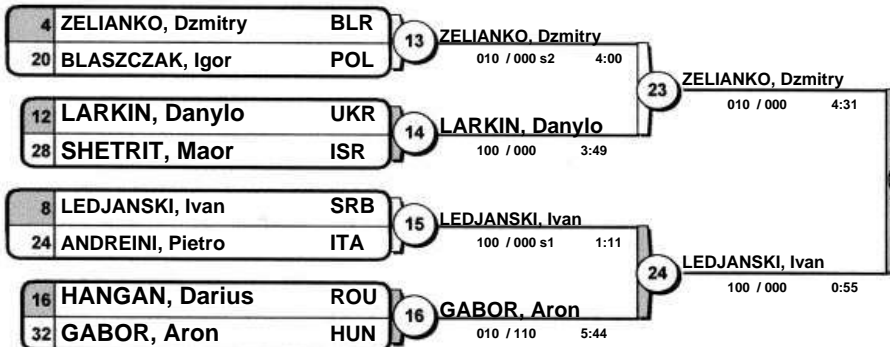 4 ZELIANKO, Dzmitry BLR
20 BLASZCZAK, Igor POL
13
ZELIANKO, Dzmitry
010 / 000 s2 4:00
12 LARKIN, Danylo UKR
28 SHETRIT, Maor ISR
14
LARKIN, Danylo
100 / 000 3:49
23
ZELIANKO, Dzmitry
010 / 000 4:31
8 LEDJANSKI, Ivan SRB
24 ANDREINI, Pietro ITA
15
LEDJANSKI, Ivan
100 / 000 s1 1:11
16 HANGAN, Darius ROU
32 GABOR, Aron HUN
16
GABOR, Aron
010 / 110 5:44
24
LEDJANSKI, Ivan
100 / 000 0:55